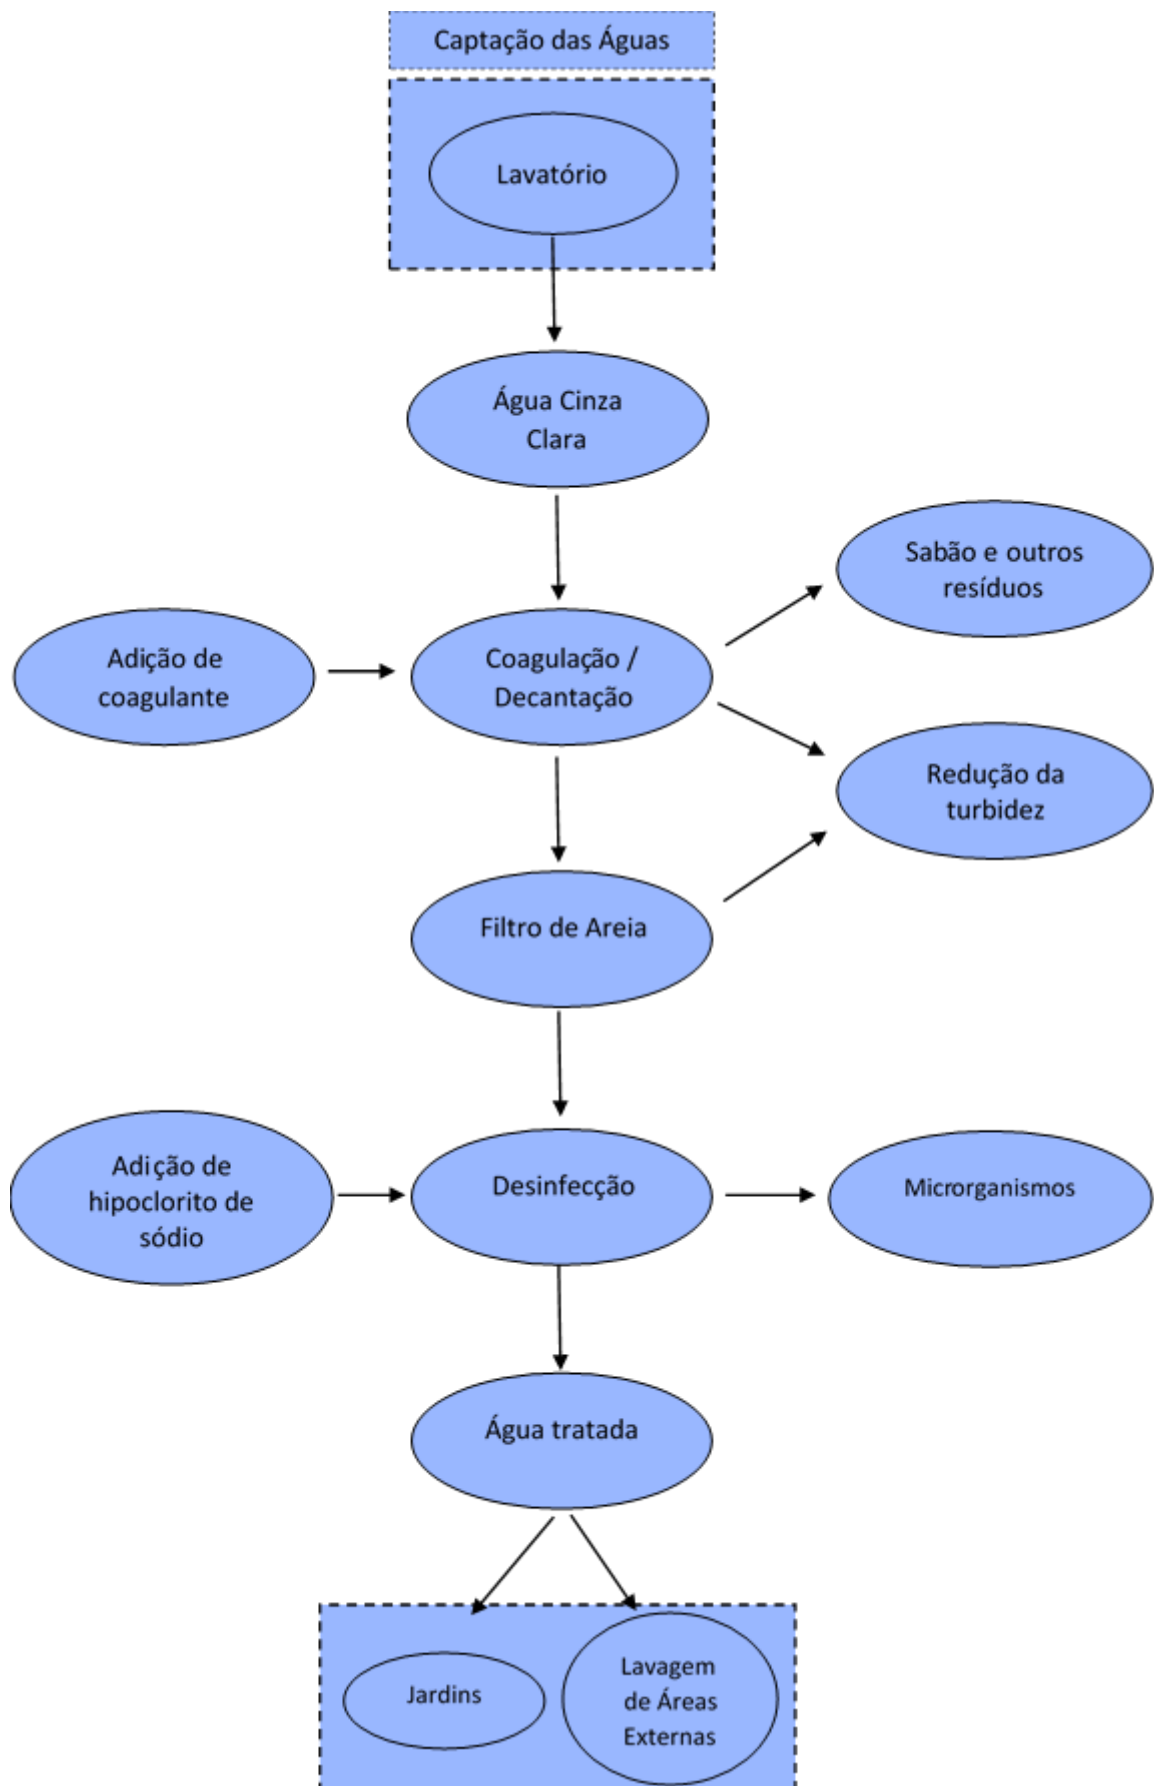 Captação das Águas
Lavatório
Água Cinza
Clara
Sabão e outros
resíduos
Adição de
coagulante
Coagulação /
Decantação
Redução da
turbidez
Filtro de Areia
Adição de
hipoclorito de
sódio
Desinfecção
Microrganismos
Água tratada
Jardins
Lavagem
de Áreas
Externas